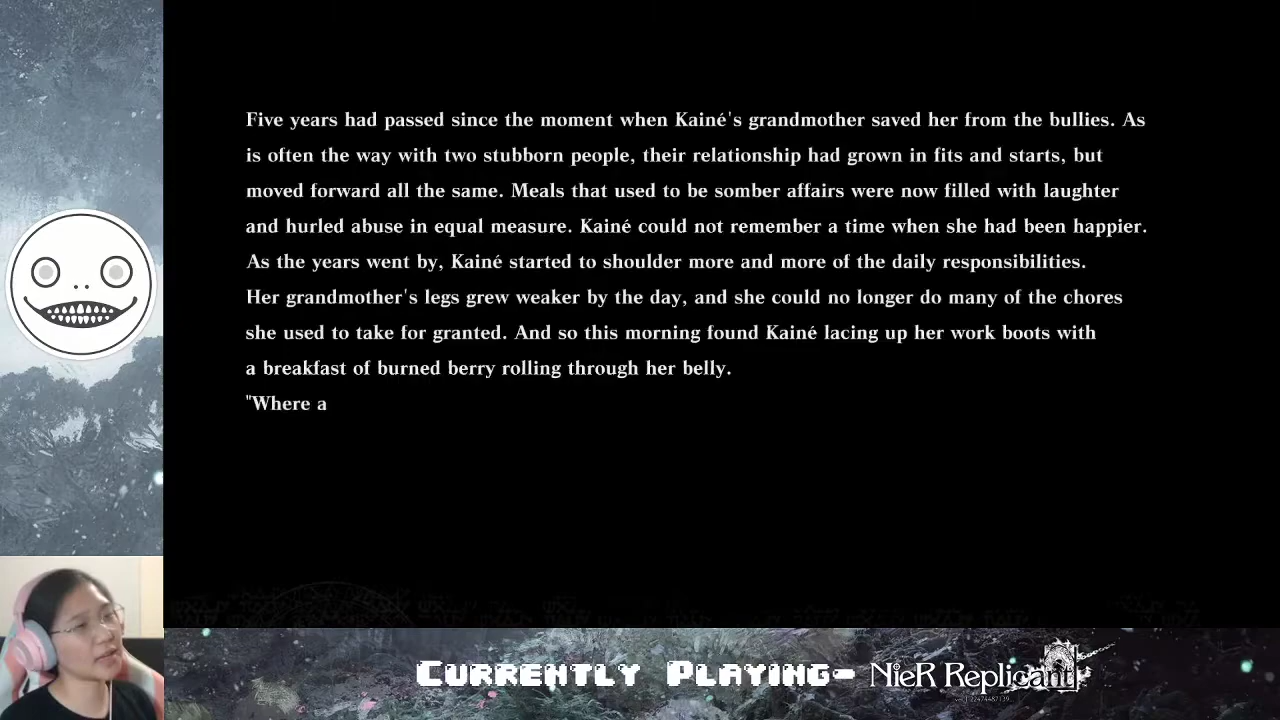 Five years had passed since the moment when Kainé's grandmother saved her from the bullies. As
is often the way with two stubborn people, their relationship had grown in fits and starts, but
moved forward all the same. Meals that used to be somber affairs were now filled with laughter
and hurled abuse in equal measure. Kainé could not remember a time when she had been happier.
As the years went by, Kainé started to shoulder more and more of the daily responsibilities.
Her grandmother's legs grew weaker by the day, and she could no longer do many of the chores
she used to take for granted. And so this morning found Kainé lacing up her work boots with
a breakfast of burned berry rolling through her belly.
"Where a
Currently Playing- NieR Replicant